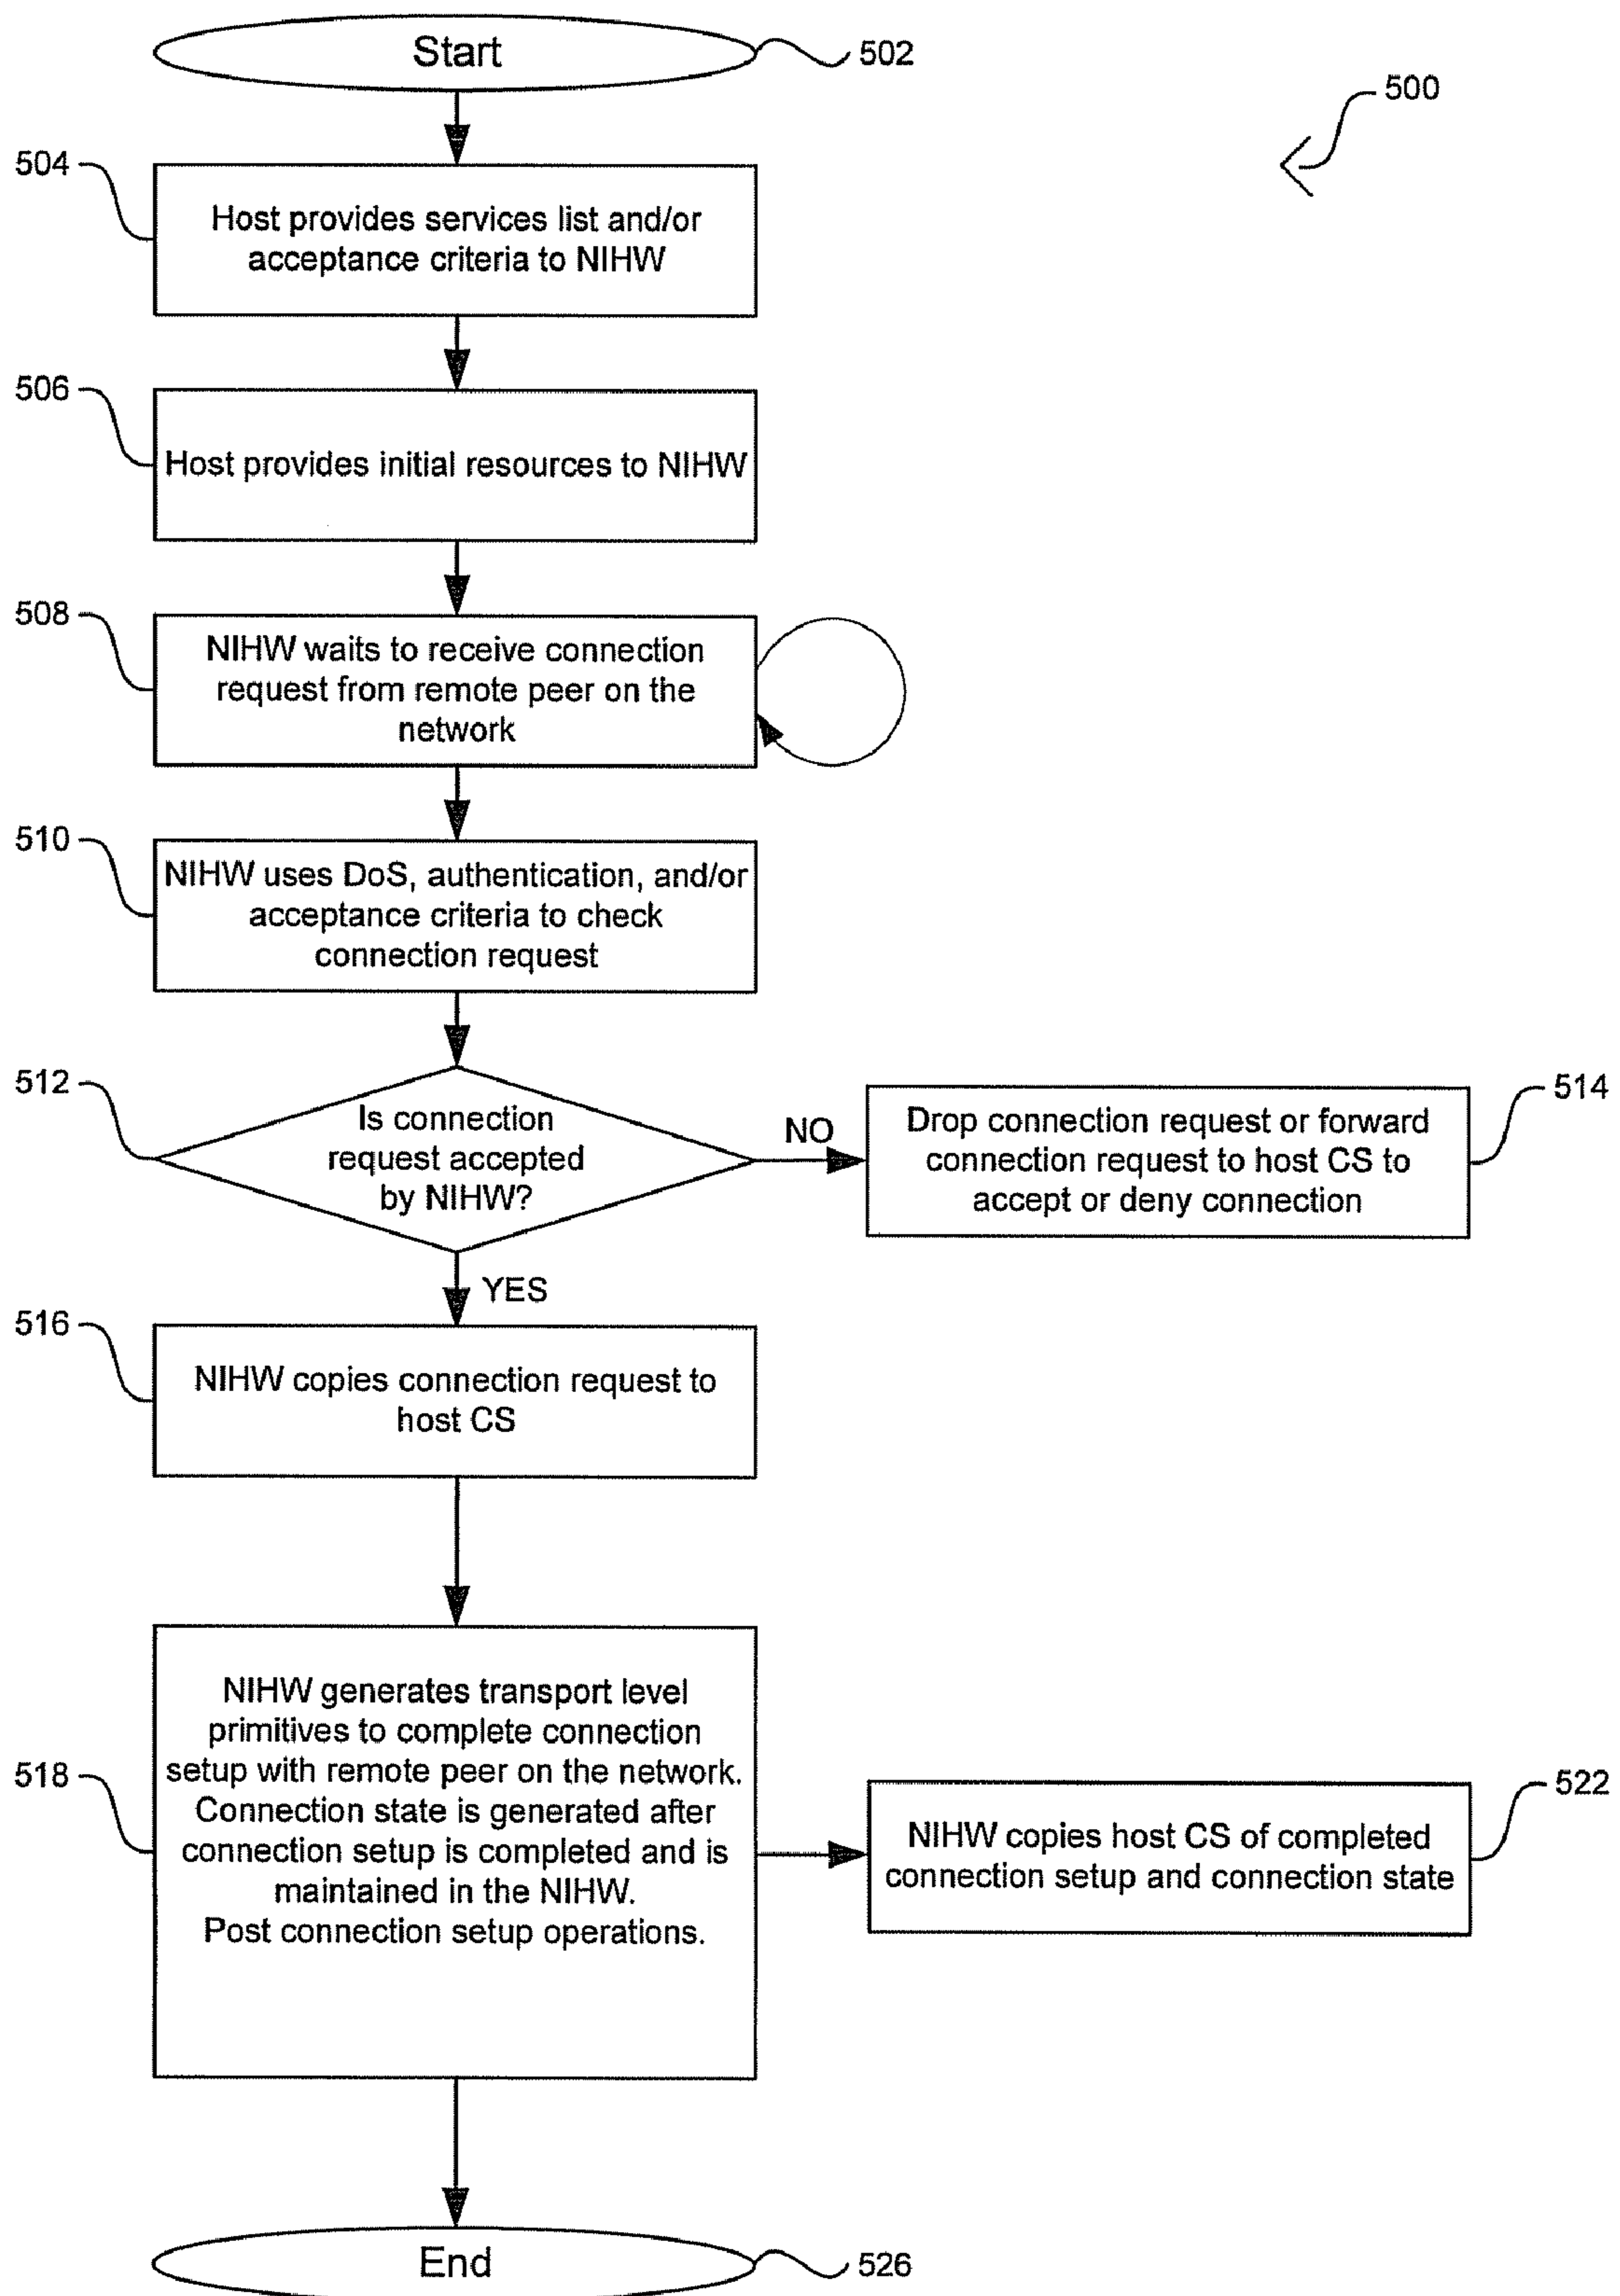 Start
502
500
504
Host provides services list and/or
acceptance criteria to NIHW
506
Host provides initial resources to NIHW
508
NIHW waits to receive connection
request from remote peer on the
network
510
NIHW uses DoS, authentication, and/or
acceptance criteria to check
connection request
512
Is connection
request accepted
by NIHW?
NO
Drop connection request or forward
connection request to host CS to
accept or deny connection
514
YES
516
NIHW copies connection request to
host CS
518
NIHW generates transport level
primitives to complete connection
setup with remote peer on the network.
Connection state is generated after
connection setup is completed and is
maintained in the NIHW.
Post connection setup operations.
NIHW copies host CS of completed
connection setup and connection state
522
End
526